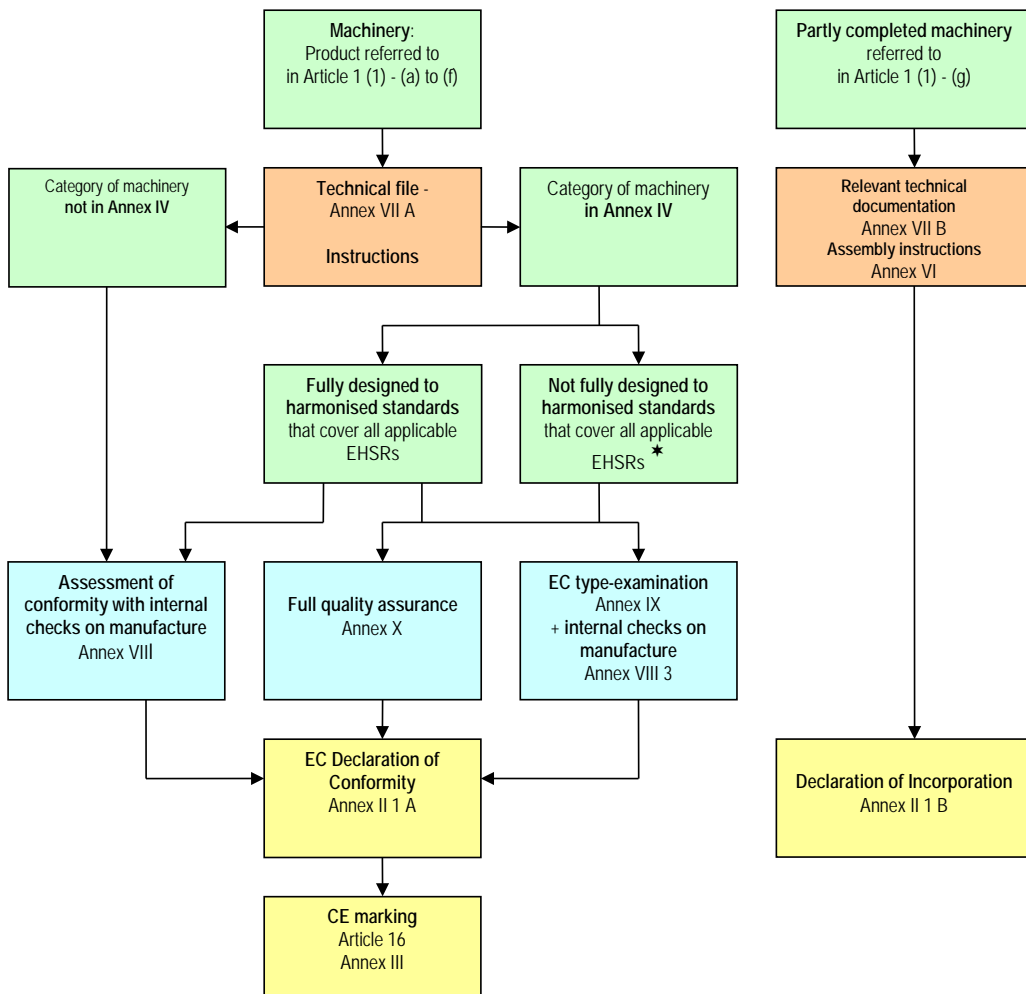 Machinery:
Product referred to
in Article 1 (1) - (a) to (f)
Partly completed machinery
referred to
in Article 1 (1) - (g)
Category of machinery
not in Annex IV
Technical file -
Annex VII A
Instructions
Category of machinery
in Annex IV
Relevant technical
documentation
Annex VII B
Assembly instructions
Annex VI
Fully designed to
harmonised standards
that cover all applicable
EHSRs
Not fully designed to
harmonised standards
that cover all applicable
EHSRs ✶
Assessment of
conformity with internal
checks on manufacture
Annex VIII
Full quality assurance
Annex X
EC type-examination
Annex IX
+ internal checks on
manufacture
Annex VIII 3
EC Declaration of
Conformity
Annex II 1 A
Declaration of Incorporation
Annex II 1 B
CE marking
Article 16
Annex III